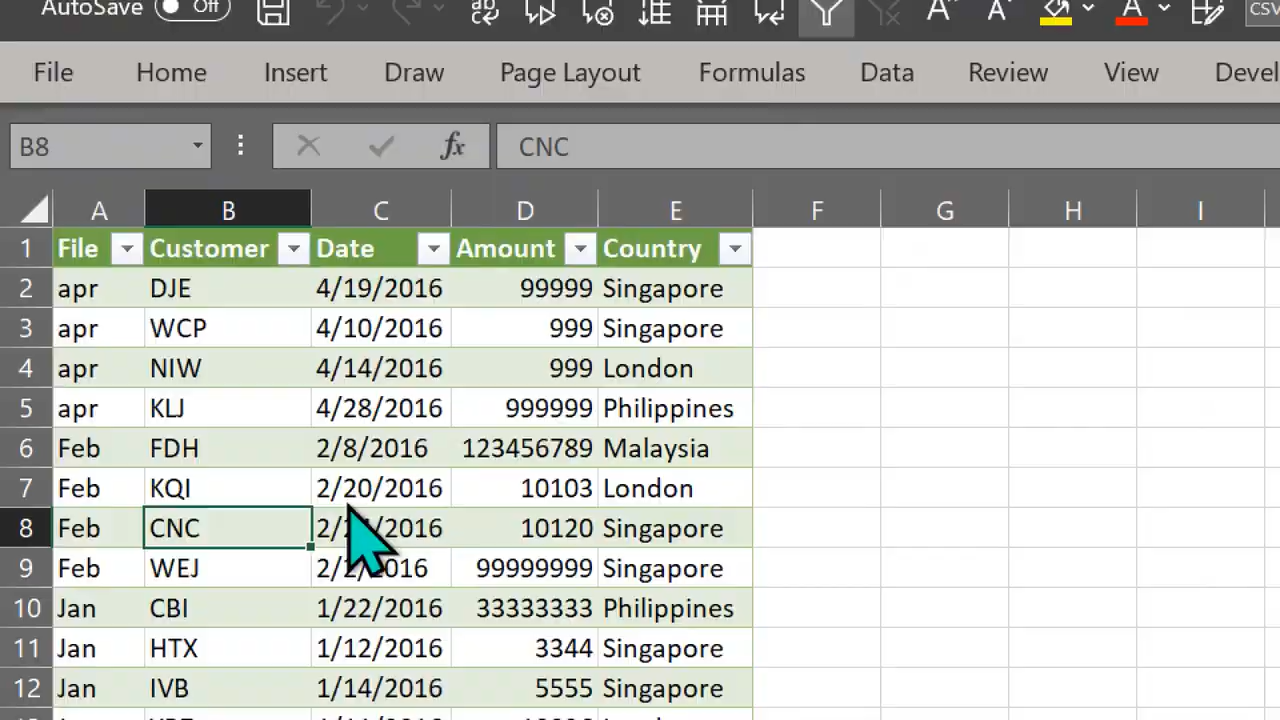 AutoSave Off A A CSV
File Home Insert Draw Page Layout Formulas Data Review View Devel
B8 fx CNC
A B C D E F G H I
1 File Customer Date Amount Country
2 apr DJE 4/19/2016 99999 Singapore
3 apr WCP 4/10/2016 999 Singapore
4 apr NIW 4/14/2016 999 London
5 apr KLJ 4/28/2016 999999 Philippines
6 Feb FDH 2/8/2016 123456789 Malaysia
7 Feb KQI 2/20/2016 10103 London
8 Feb CNC 10120 Singapore
9 Feb WEJ 99999999 Singapore
10 Jan CBI 1/22/2016 33333333 Philippines
11 Jan HTX 1/12/2016 3344 Singapore
12 Jan IVB 1/14/2016 5555 Singapore